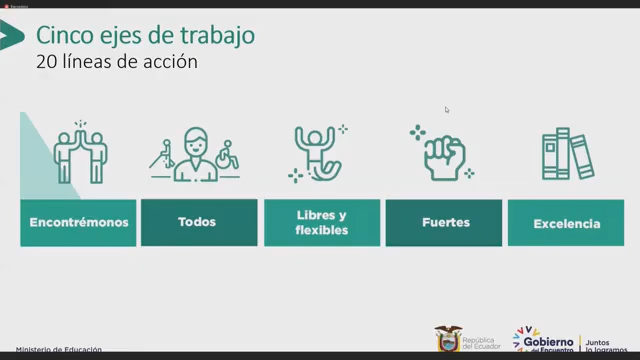 Cinco ejes de trabajo
20 líneas de acción
Encontrémonos
Todos
Libres y
flexibles
Fuertes
Excelencia
Ministerio de Educación
República
del Ecuador
Gobierno
del Encuentro
Juntos
lo logramos